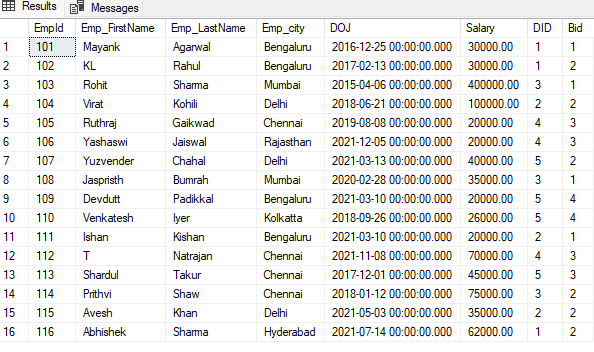 Results Messages
EmpId Emp_FirstName Emp_LastName Emp_city DOJ Salary DID Bid
1 101 Mayank Agarwal Bengaluru 2016-12-25 00:00:00.000 30000.00 1 1
2 102 KL Rahul Bengaluru 2017-02-13 00:00:00.000 30000.00 1 2
3 103 Rohit Sharma Mumbai 2015-04-06 00:00:00.000 400000.00 3 1
4 104 Virat Kohili Delhi 2018-06-21 00:00:00.000 100000.00 2 2
5 105 Ruthraj Gaikwad Chennai 2019-08-08 00:00:00.000 20000.00 4 3
6 106 Yashaswi Jaiswal Rajasthan 2021-12-05 00:00:00.000 20000.00 4 3
7 107 Yuzvender Chahal Delhi 2021-03-13 00:00:00.000 40000.00 5 2
8 108 Jaspristh Bumrah Mumbai 2020-02-28 00:00:00.000 35000.00 3 1
9 109 Devdutt Padikkal Bengaluru 2021-03-10 00:00:00.000 20000.00 5 4
10 110 Venkatesh Iyer Kolkatta 2018-09-26 00:00:00.000 26000.00 5 4
11 111 Ishan Kishan Bengaluru 2021-03-10 00:00:00.000 20000.00 2 1
12 112 T Natrajan Chennai 2021-11-08 00:00:00.000 70000.00 4 3
13 113 Shardul Takur Chennai 2017-12-01 00:00:00.000 45000.00 5 3
14 114 Prithvi Shaw Chennai 2018-01-12 00:00:00.000 75000.00 3 2
15 115 Avesh Khan Delhi 2021-05-03 00:00:00.000 35000.00 2 2
16 116 Abhishek Sharma Hyderabad 2021-07-14 00:00:00.000 62000.00 1 2